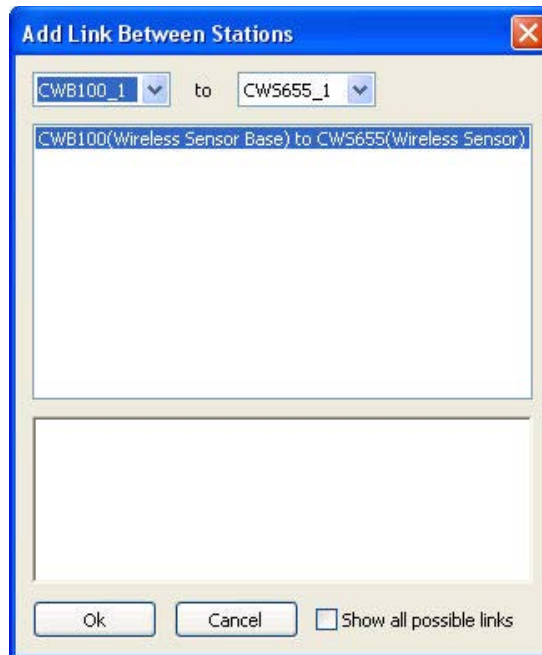 Add Link Between Stations
CWB100_1 to CWS655_1
CWB100(Wireless Sensor Base) to CWS655(Wireless Sensor)
Ok Cancel Show all possible links